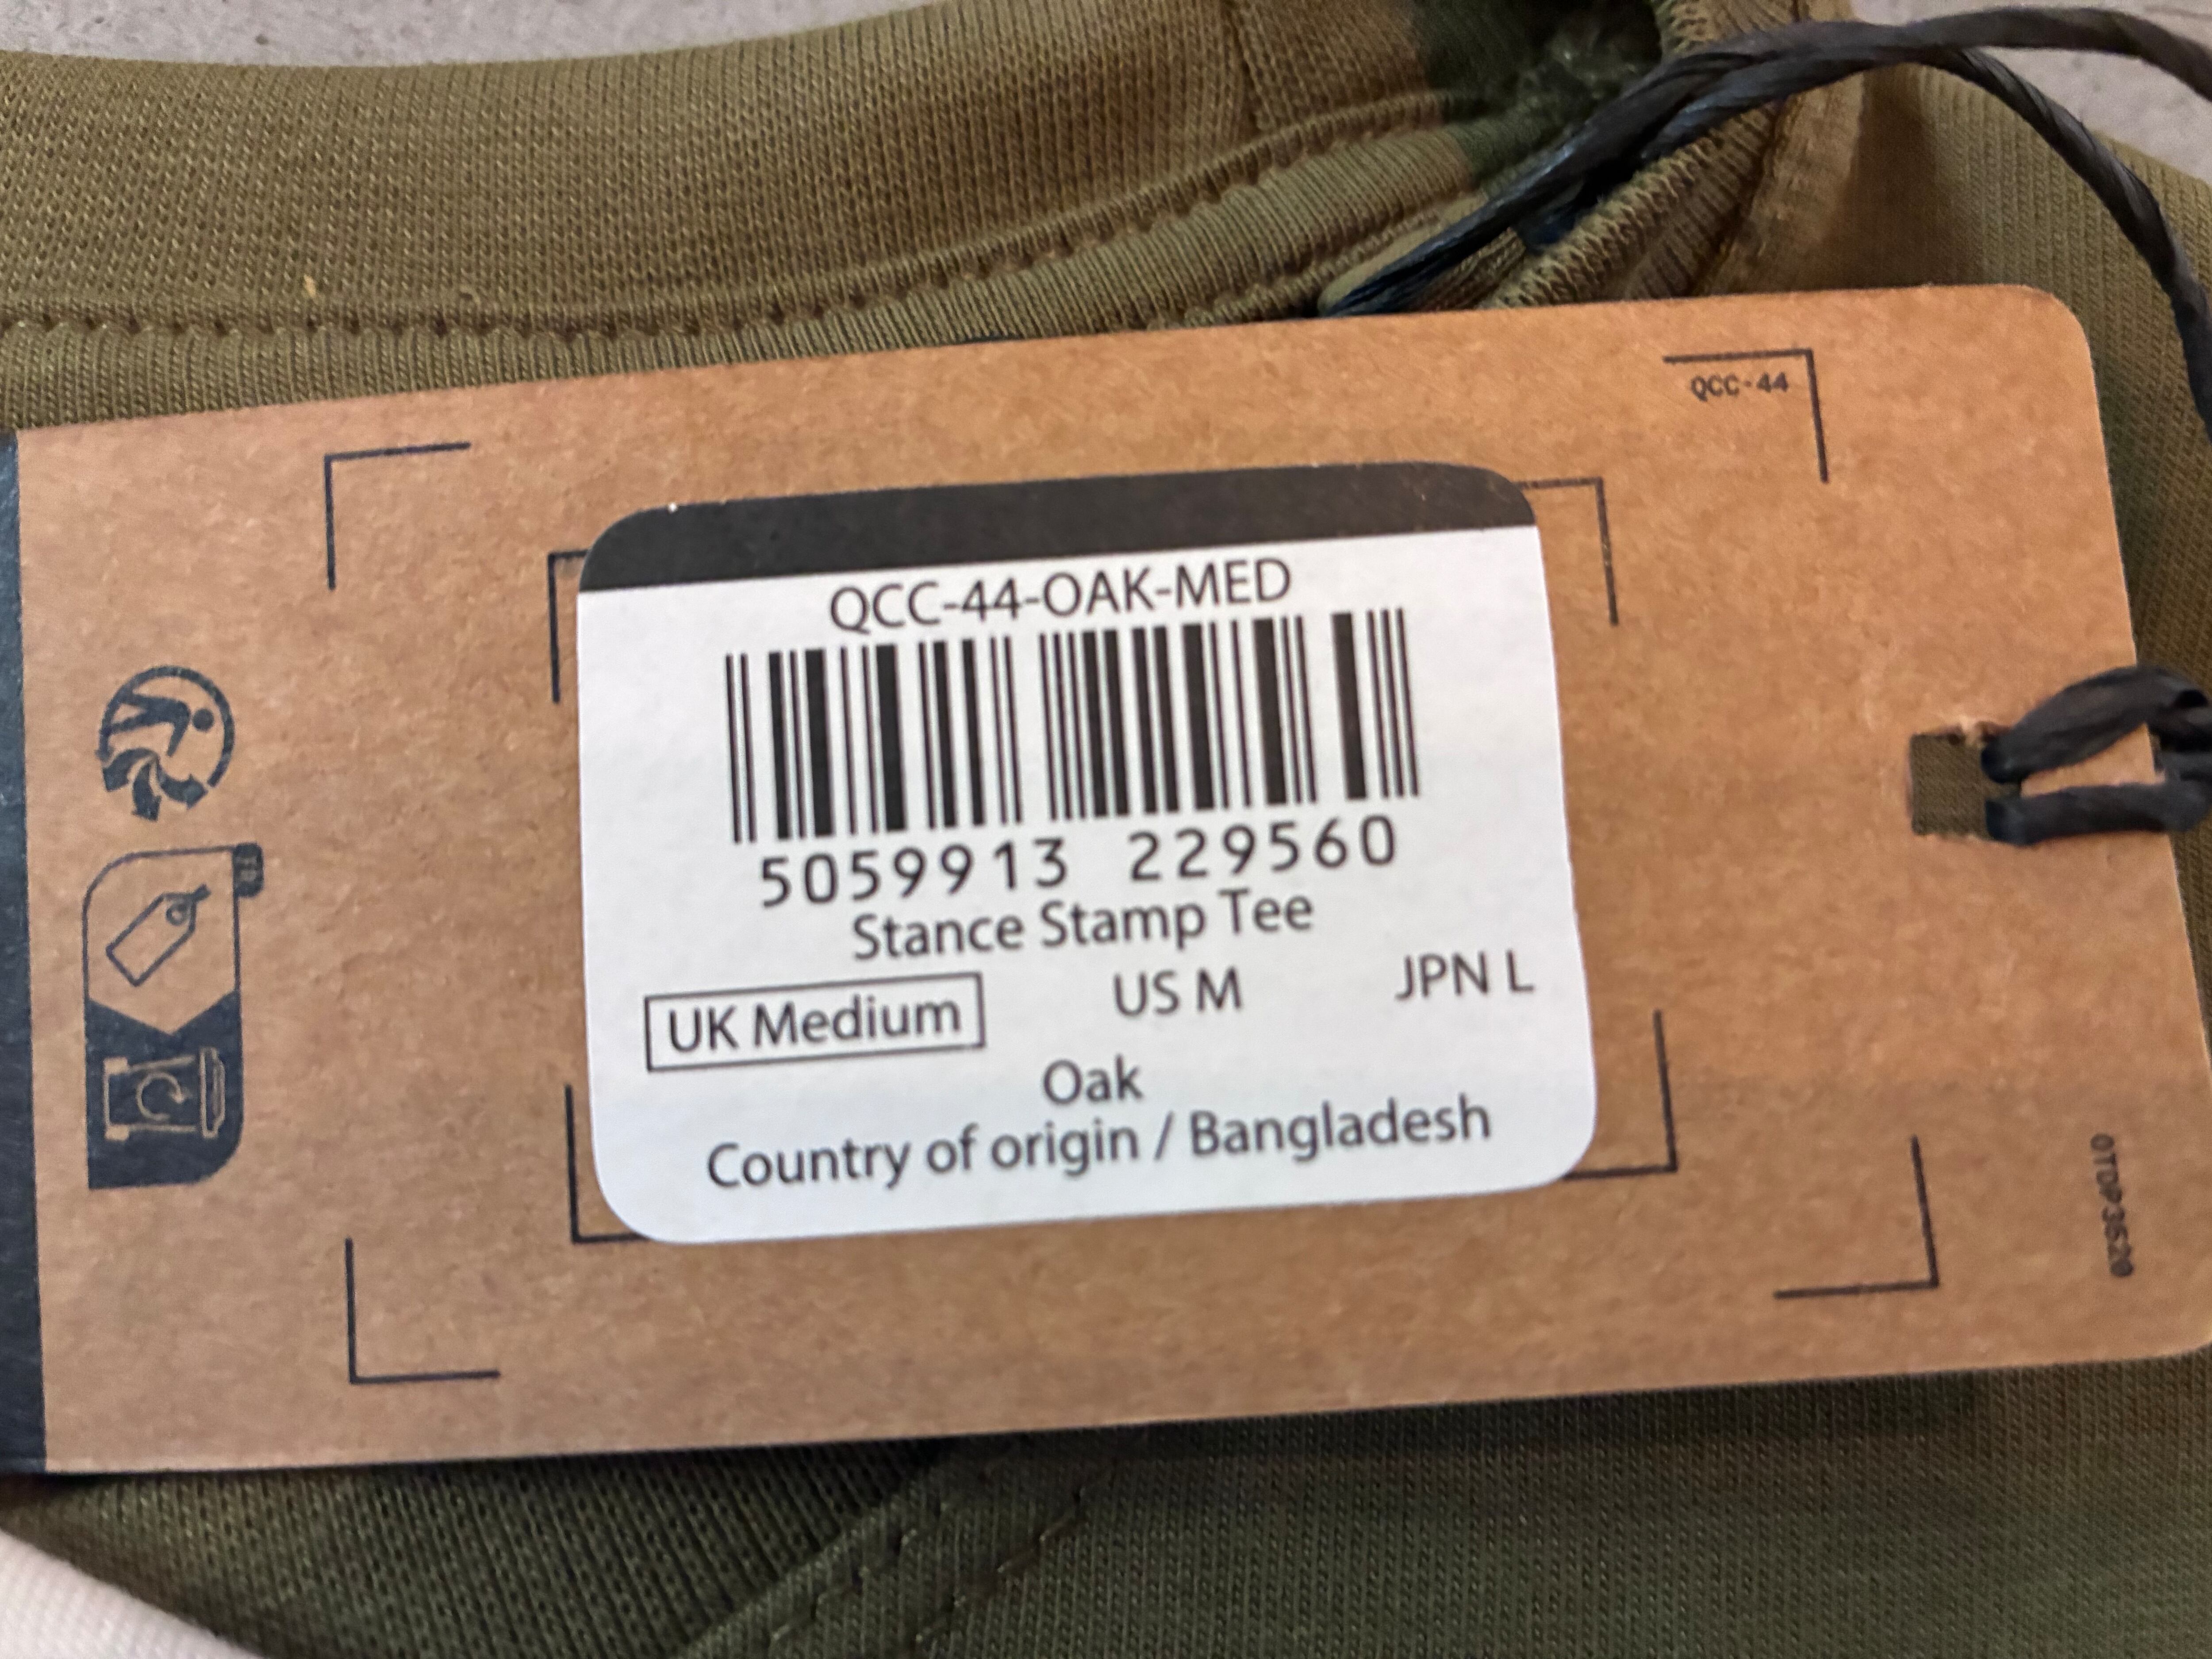 QCC-44
QCC-44-OAK-MED
5059913 229560
Stance Stamp Tee
UK Medium US M JPN L
Oak
Country of origin / Bangladesh
FR